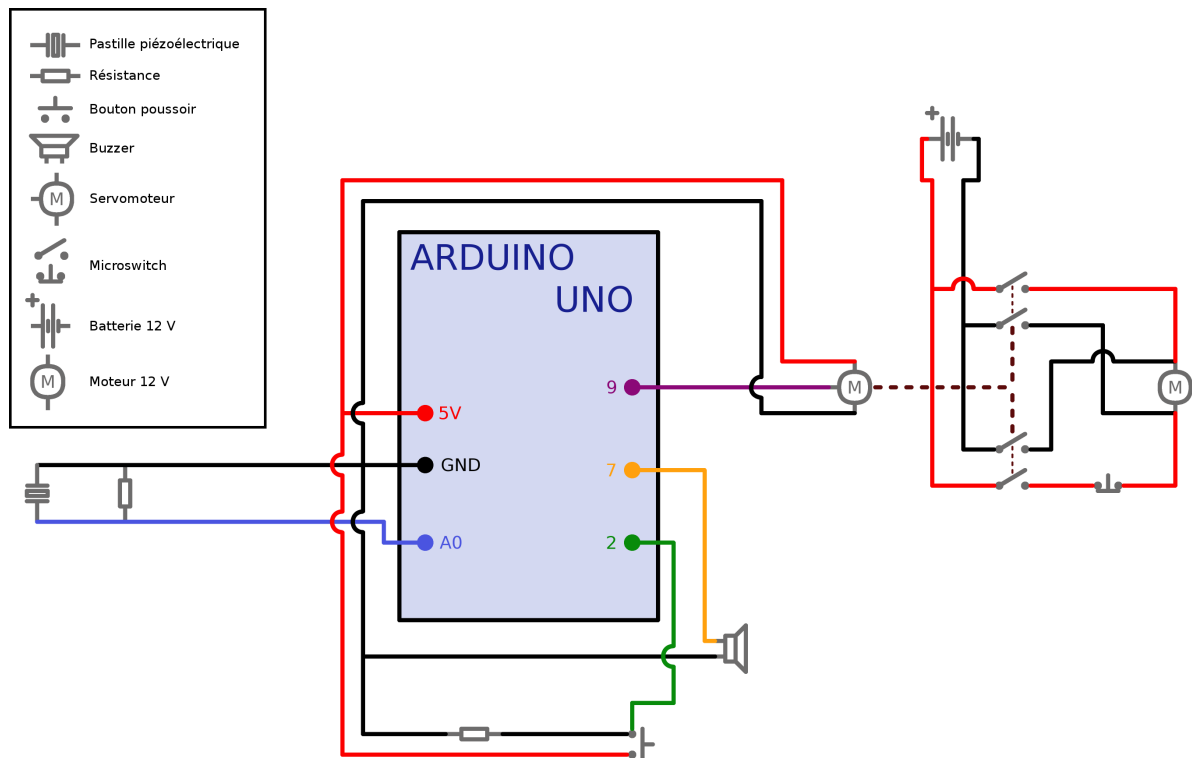 Pastille piézoélectrique
Résistance
Bouton poussoir
Buzzer
M
Servomoteur
Microswitch
+
Batterie 12 V
M
Moteur 12 V
+
ARDUINO
UNO
9
M
M
5V
GND
7
A0
2